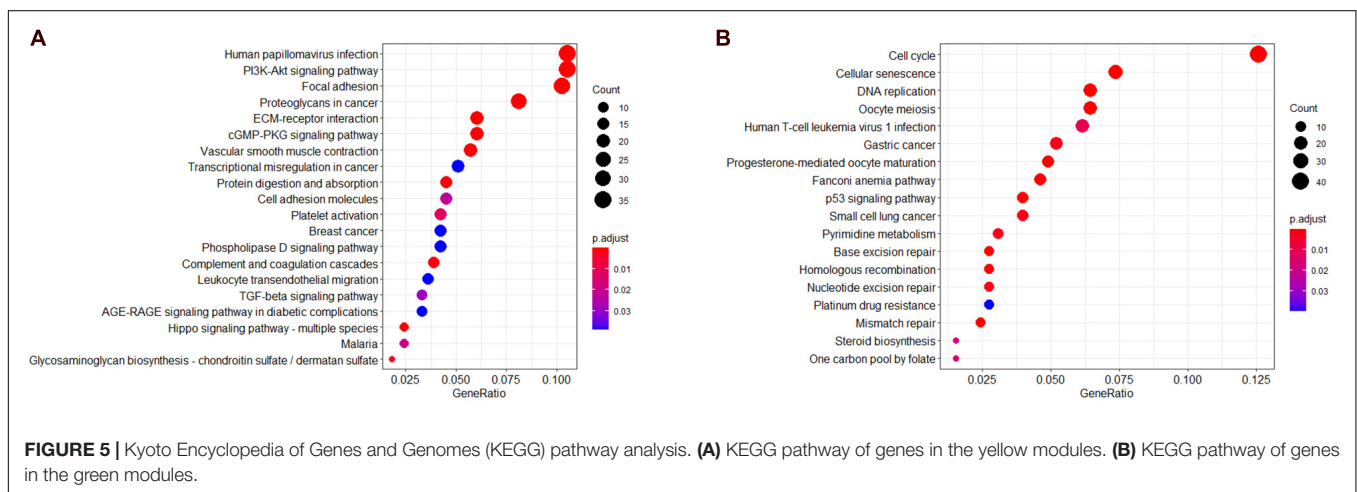 A
Human papillomavirus infection
PI3K-Akt signaling pathway
Focal adhesion
Proteoglycans in cancer
ECM-receptor interaction
cGMP-PKG signaling pathway
Vascular smooth muscle contraction
Transcriptional misregulation in cancer
Protein digestion and absorption
Cell adhesion molecules
Platelet activation
Breast cancer
Phospholipase D signaling pathway
Complement and coagulation cascades
Leukocyte transendothelial migration
TGF-beta signaling pathway
AGE-RAGE signaling pathway in diabetic complications
Hippo signaling pathway - multiple species
Malaria
Glycosaminoglycan biosynthesis - chondroitin sulfate / dermatan sulfate
0.025 0.050 0.075 0.100
GeneRatio
Count
10
15
20
25
30
35
p.adjust
0.01
0.02
0.03
B
Cell cycle
Cellular senescence
DNA replication
Oocyte meiosis
Human T-cell leukemia virus 1 infection
Gastric cancer
Progesterone-mediated oocyte maturation
Fanconi anemia pathway
p53 signaling pathway
Small cell lung cancer
Pyrimidine metabolism
Base excision repair
Homologous recombination
Nucleotide excision repair
Platinum drug resistance
Mismatch repair
Steroid biosynthesis
One carbon pool by folate
0.025 0.050 0.075 0.100 0.125
GeneRatio
Count
10
20
30
40
p.adjust
0.01
0.02
0.03
FIGURE 5 | Kyoto Encyclopedia of Genes and Genomes (KEGG) pathway analysis. (A) KEGG pathway of genes in the yellow modules. (B) KEGG pathway of genes
in the green modules.